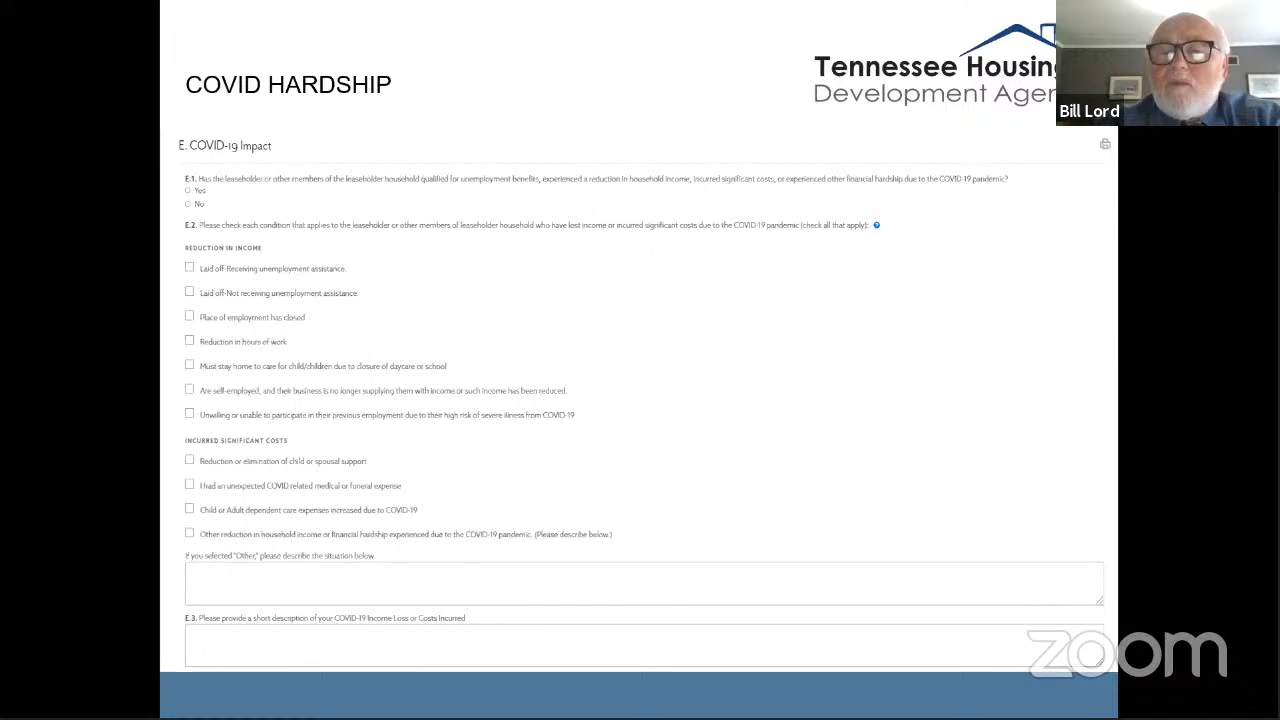 COVID HARDSHIP
Tennessee Housing
Development Agen
Bill Lord
E. COVID-19 Impact
E.1. Has the leaseholder or other members of the leaseholder household qualified for unemployment benefits, experienced a reduction in household income, incurred significant costs, or experienced other financial hardship due to the COVID-19 pandemic?
Yes
No
E.2. Please check each condition that applies to the leaseholder or other members of leaseholder household who have lost income or incurred significant costs due to the COVID-19 pandemic (check all that apply): ?
REDUCTION IN INCOME
Laid off-Receiving unemployment assistance.
Laid off-Not receiving unemployment assistance
Place of employment has closed
Reduction in hours of work
Must stay home to care for child/children due to closure of daycare or school
Are self-employed, and their business is no longer supplying them with income or such income has been reduced.
Unwilling or unable to participate in their previous employment due to their high risk of severe illness from COVID-19
INCURRED SIGNIFICANT COSTS
Reduction or elimination of child or spousal support
I had an unexpected COVID related medical or funeral expense
Child or Adult dependent care expenses increased due to COVID-19
Other reduction in household income or financial hardship experienced due to the COVID-19 pandemic. (Please describe below.)
If you selected "Other," please describe the situation below.
E.3. Please provide a short description of your COVID-19 Income Loss or Costs Incurred
zoom